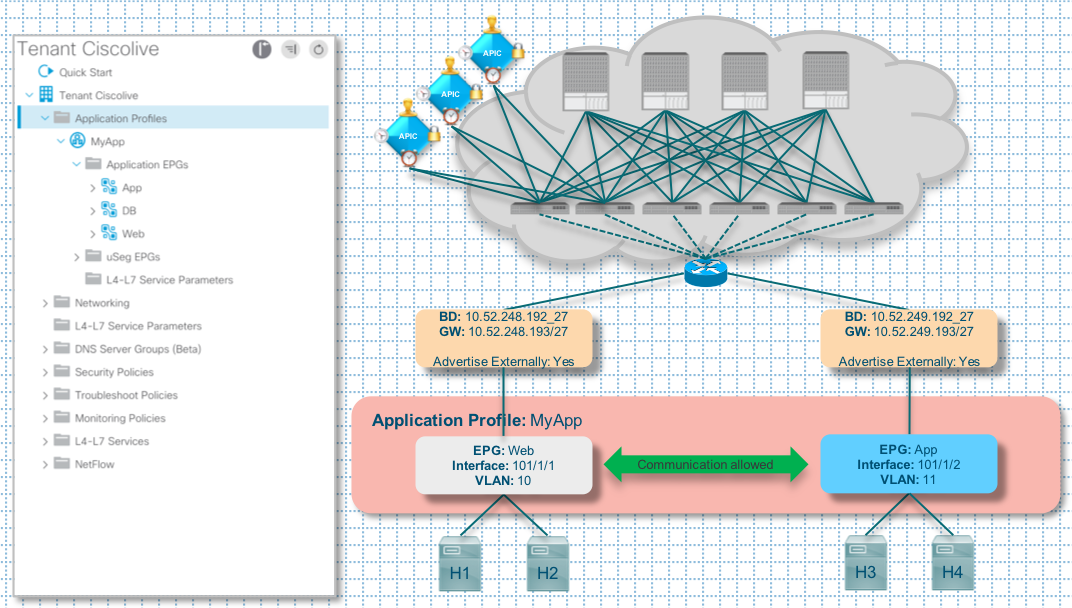 Tenant Ciscolive
Quick Start
Tenant Ciscolive
Application Profiles
MyApp
Application EPGs
App
DB
Web
uSeg EPGs
L4-L7 Service Parameters
Networking
L4-L7 Service Parameters
DNS Server Groups (Beta)
Security Policies
Troubleshoot Policies
Monitoring Policies
L4-L7 Services
NetFlow
APIC
APIC
APIC
BD: 10.52.248.192_27
GW: 10.52.248.193/27
Advertise Externally: Yes
BD: 10.52.249.192_27
GW: 10.52.249.193/27
Advertise Externally: Yes
Application Profile: MyApp
EPG: Web
Interface: 101/1/1
VLAN: 10
Communication allowed
EPG: App
Interface: 101/1/2
VLAN: 11
H1
H2
H3
H4